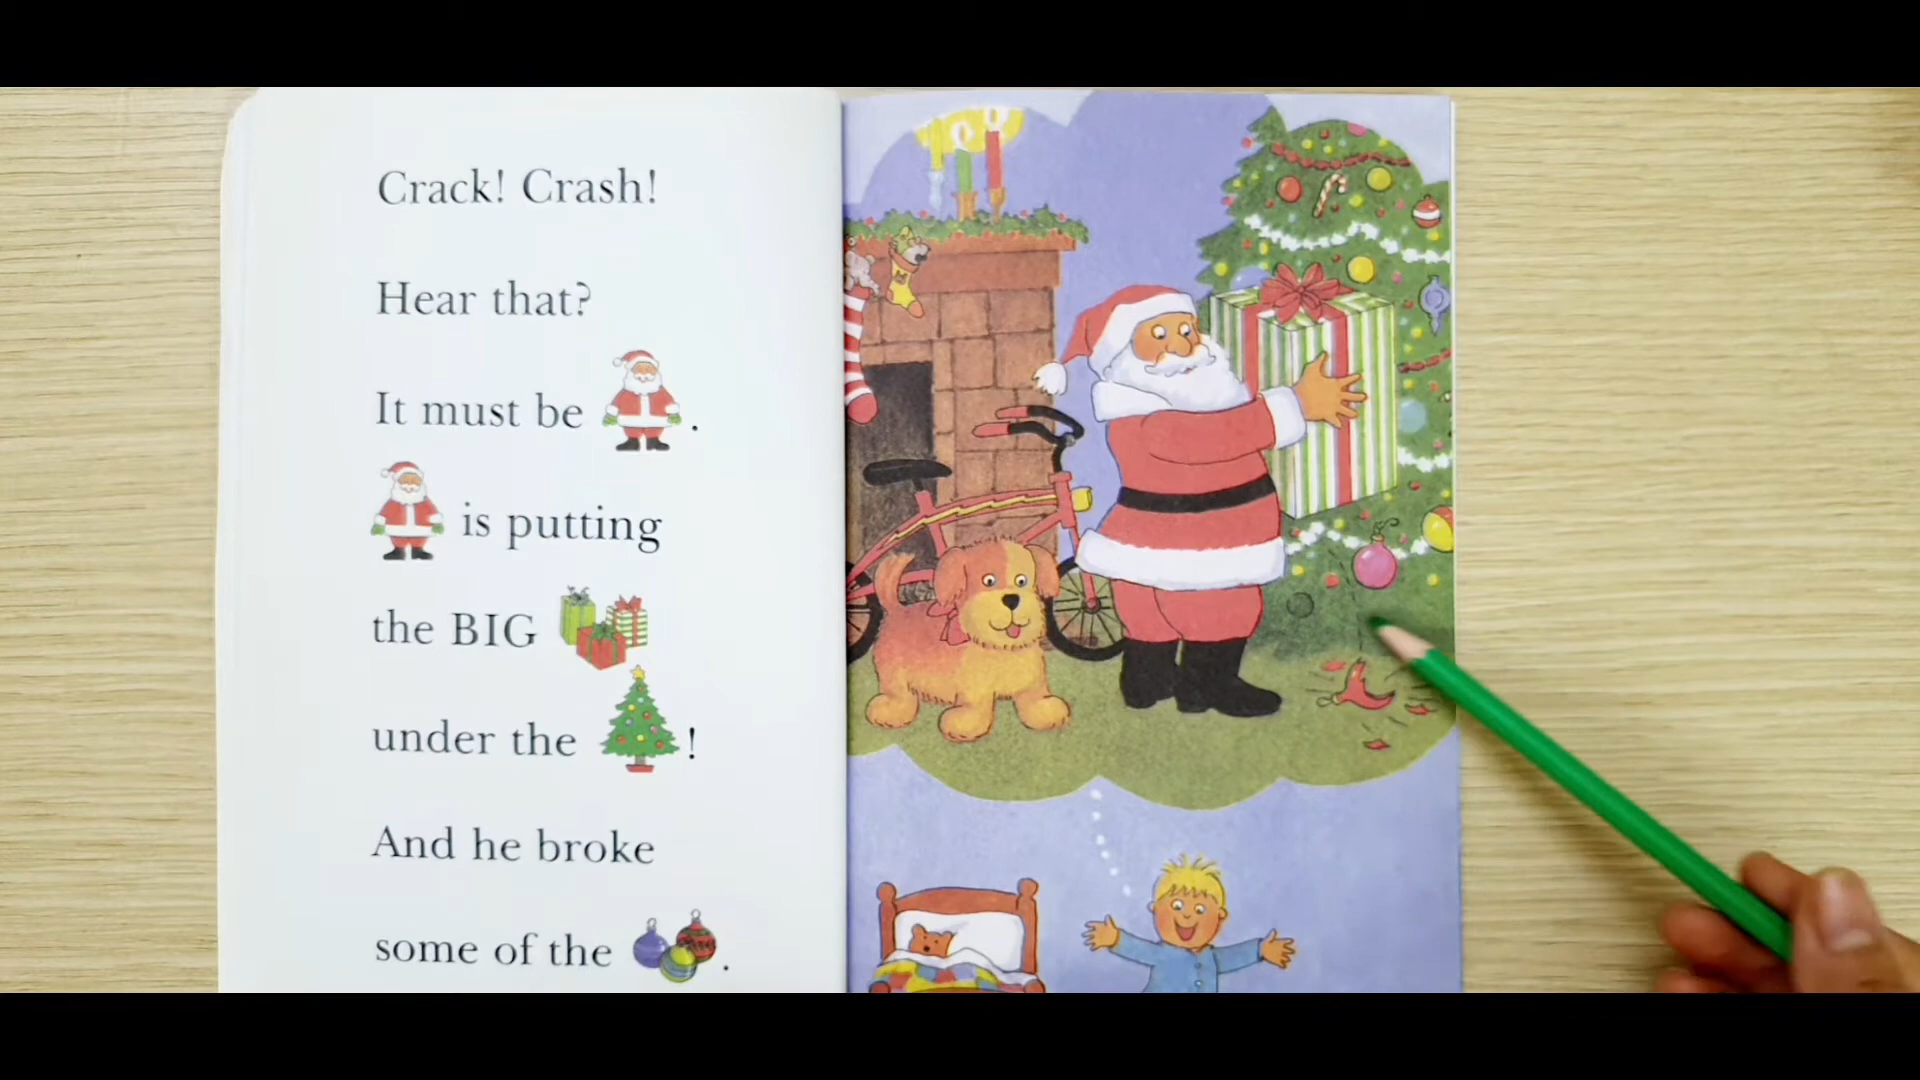 Crack! Crash!
Hear that?
It must be .
is putting
the BIG
under the !
And he broke
some of the .